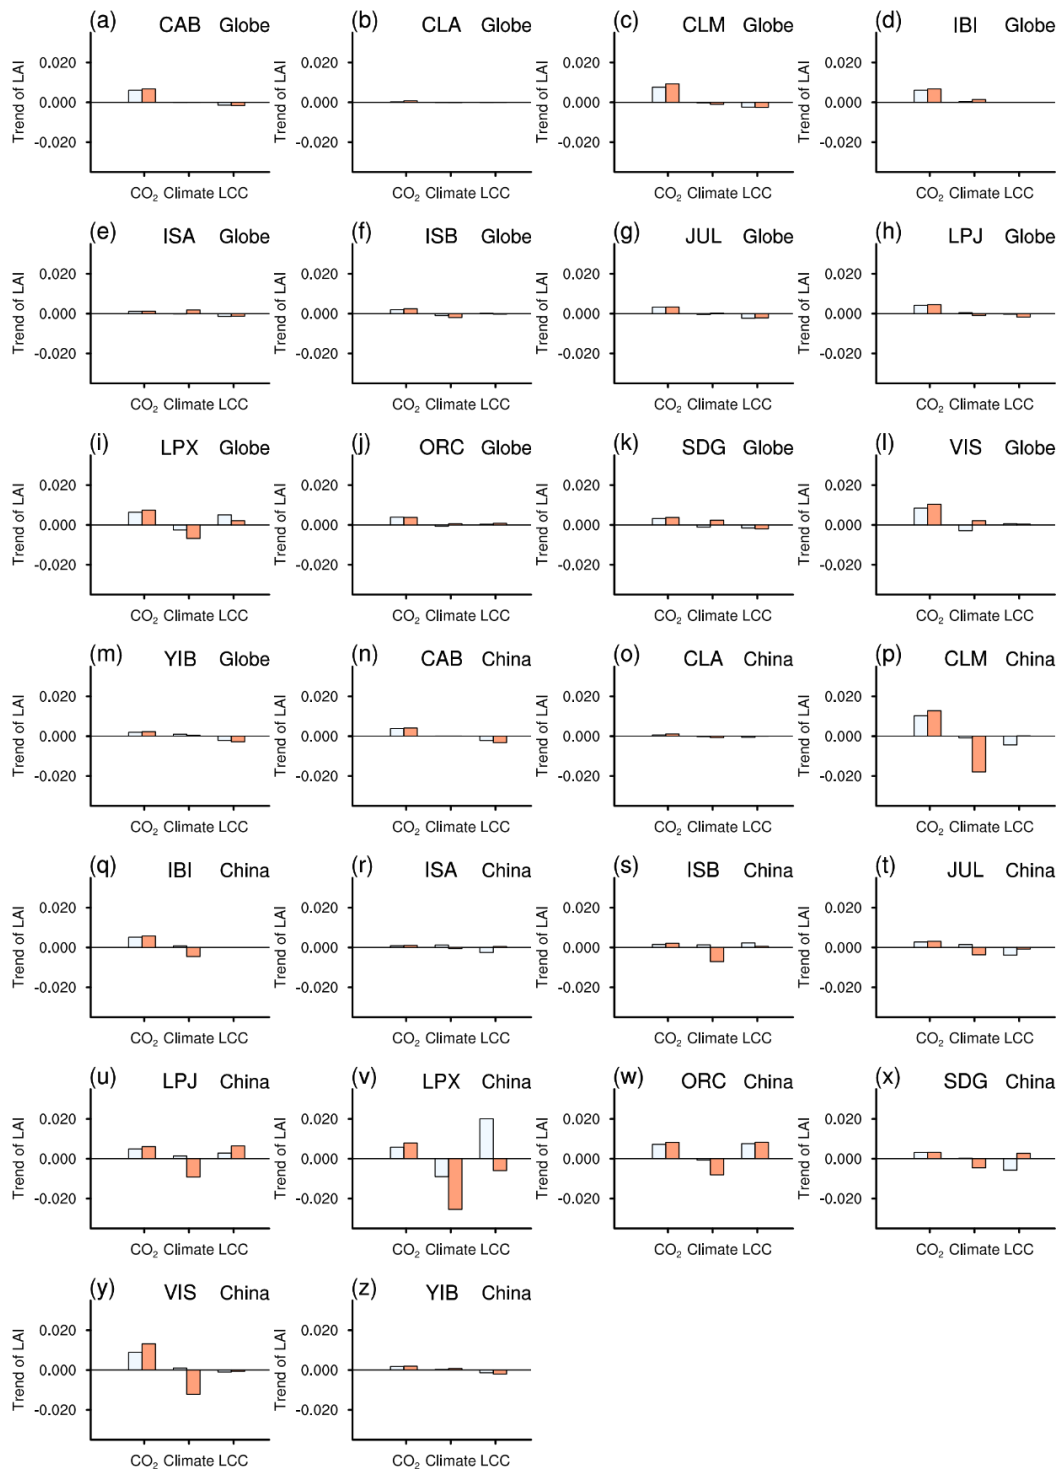 (a) CAB Globe
(b) CLA Globe
(c) CLM Globe
(d) IBI Globe
Trend of LAI
0.020
0.000
-0.020
CO₂ Climate LCC
Trend of LAI
0.020
0.000
-0.020
CO₂ Climate LCC
Trend of LAI
0.020
0.000
-0.020
CO₂ Climate LCC
Trend of LAI
0.020
0.000
-0.020
CO₂ Climate LCC
(e) ISA Globe
(f) ISB Globe
(g) JUL Globe
(h) LPJ Globe
Trend of LAI
0.020
0.000
-0.020
CO₂ Climate LCC
Trend of LAI
0.020
0.000
-0.020
CO₂ Climate LCC
Trend of LAI
0.020
0.000
-0.020
CO₂ Climate LCC
Trend of LAI
0.020
0.000
-0.020
CO₂ Climate LCC
(i) LPX Globe
(j) ORC Globe
(k) SDG Globe
(l) VIS Globe
Trend of LAI
0.020
0.000
-0.020
CO₂ Climate LCC
Trend of LAI
0.020
0.000
-0.020
CO₂ Climate LCC
Trend of LAI
0.020
0.000
-0.020
CO₂ Climate LCC
Trend of LAI
0.020
0.000
-0.020
CO₂ Climate LCC
(m) YIB Globe
(n) CAB China
(o) CLA China
(p) CLM China
Trend of LAI
0.020
0.000
-0.020
CO₂ Climate LCC
Trend of LAI
0.020
0.000
-0.020
CO₂ Climate LCC
Trend of LAI
0.020
0.000
-0.020
CO₂ Climate LCC
Trend of LAI
0.020
0.000
-0.020
CO₂ Climate LCC
(q) IBI China
(r) ISA China
(s) ISB China
(t) JUL China
Trend of LAI
0.020
0.000
-0.020
CO₂ Climate LCC
Trend of LAI
0.020
0.000
-0.020
CO₂ Climate LCC
Trend of LAI
0.020
0.000
-0.020
CO₂ Climate LCC
Trend of LAI
0.020
0.000
-0.020
CO₂ Climate LCC
(u) LPJ China
(v) LPX China
(w) ORC China
(x) SDG China
Trend of LAI
0.020
0.000
-0.020
CO₂ Climate LCC
Trend of LAI
0.020
0.000
-0.020
CO₂ Climate LCC
Trend of LAI
0.020
0.000
-0.020
CO₂ Climate LCC
Trend of LAI
0.020
0.000
-0.020
CO₂ Climate LCC
(y) VIS China
(z) YIB China
Trend of LAI
0.020
0.000
-0.020
CO₂ Climate LCC
Trend of LAI
0.020
0.000
-0.020
CO₂ Climate LCC